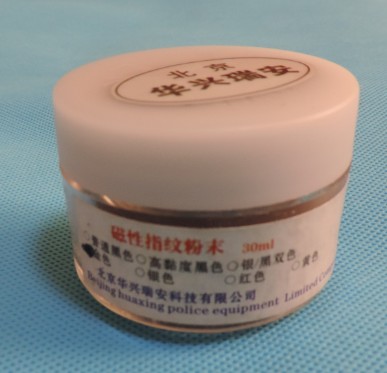 北京
华兴瑞安
磁性指纹粉末 30ml
○普通黑色○高黏度黑色○银/黑双色○黄色
色○银色○红色
北京华兴瑞安科技有限公司
Beijing huaxing police equipment Limited